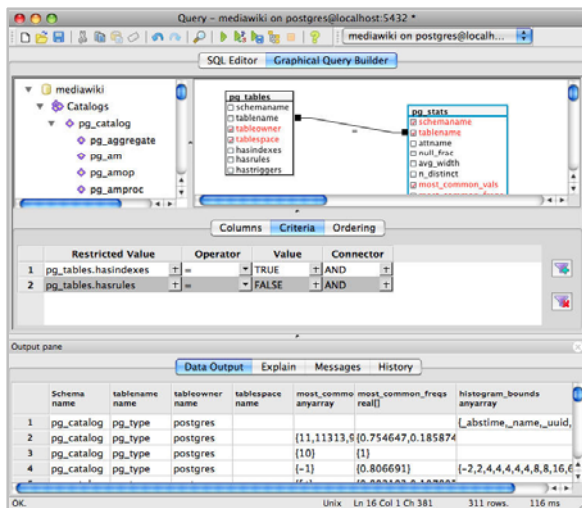 Query - mediawiki on postgres@localhost:5432 *
mediawiki on postgres@localh...
SQL Editor Graphical Query Builder
mediawiki
Catalogs
pg_catalog
pg_aggregate
pg_am
pg_amop
pg_amproc
pg_tables
schemaname
tablename
tableowner
tablespace
hasindexes
hasrules
hastriggers
=
pg_stats
schemaname
tablename
attname
null_frac
avg_width
n_distinct
most_common_vals
Columns Criteria Ordering
Restricted Value Operator Value Connector
1 pg_tables.hasindexes = TRUE AND
2 pg_tables.hasrules = FALSE AND
Output pane
Data Output Explain Messages History
Schema name tablename name tableowner name tablespace name most_commo anyarray most_common_freqs real[] histogram_bounds anyarray
1 pg_catalog pg_type postgres {_abstime,_name,_uuid,
2 pg_catalog pg_type postgres {11,11313,9 {0.754647,0.185874
3 pg_catalog pg_type postgres {10} {1}
4 pg_catalog pg_type postgres {-1} {0.806691} {-2,2,4,4,4,4,4,8,8,16,6
OK. Unix Ln 16 Col 1 Ch 381 311 rows. 116 ms